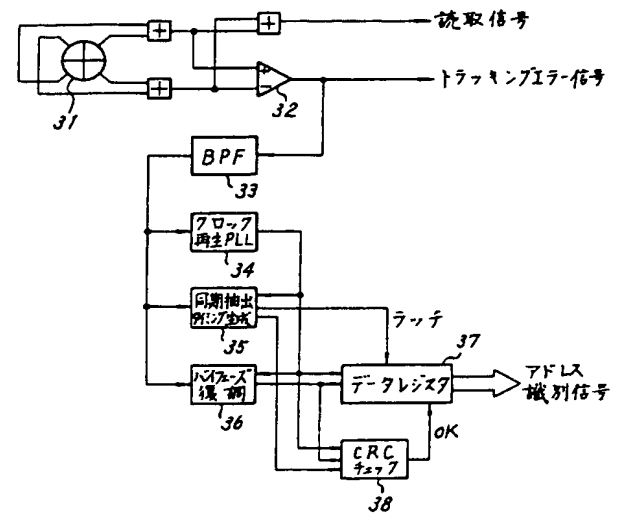 読取信号
31
32
トラッキングエラー信号
BPF
33
クロック
再生PLL
34
同期抽出
タイミング生成
35
ラッチ
バイフェーズ
復調
36
37
データレジスタ
アドレス
識別信号
OK
CRC
チェック
38